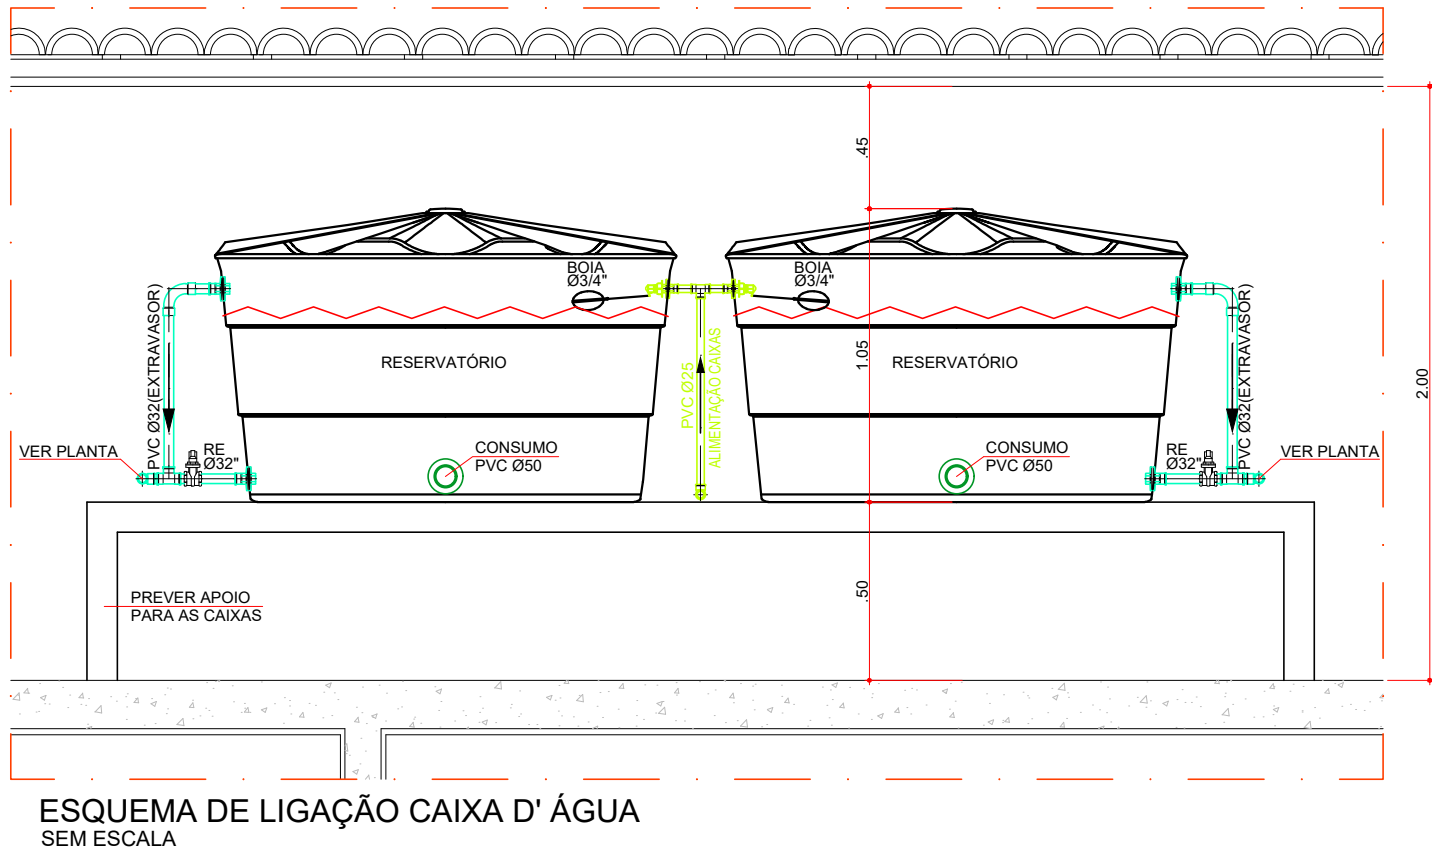 .45
BOIA
Ø3/4"
BOIA
Ø3/4"
PVC Ø32(EXTRAVASOR)
RESERVATÓRIO
PVC Ø25
ALIMENTAÇÃO CAIXAS
1.05
RESERVATÓRIO
PVC Ø32(EXTRAVASOR)
2.00
VER PLANTA
RE
Ø32"
CONSUMO
PVC Ø50
CONSUMO
PVC Ø50
RE
Ø32"
VER PLANTA
.50
PREVER APOIO
PARA AS CAIXAS
ESQUEMA DE LIGAÇÃO CAIXA D' ÁGUA
SEM ESCALA